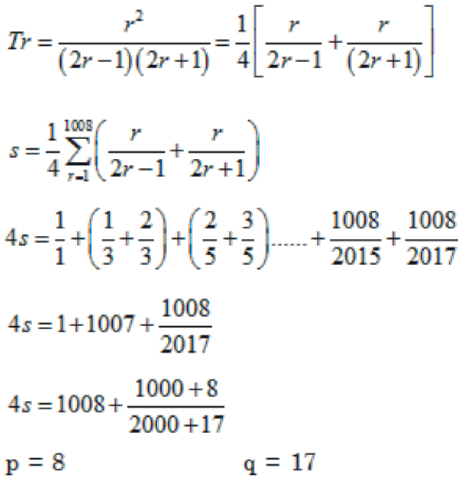 Tr = r²/((2r−1)(2r+1)) = 1/4[r/(2r−1) + r/((2r+1))]
s = 1/4 ∑_{r=1}^{1008} (r/(2r−1) + r/(2r+1))
4s = 1/1 + (1/3 + 2/3) + (2/5 + 3/5)...... + 1008/2015 + 1008/2017
4s = 1+1007 + 1008/2017
4s = 1008 + (1000+8)/(2000+17)
p = 8 q = 17